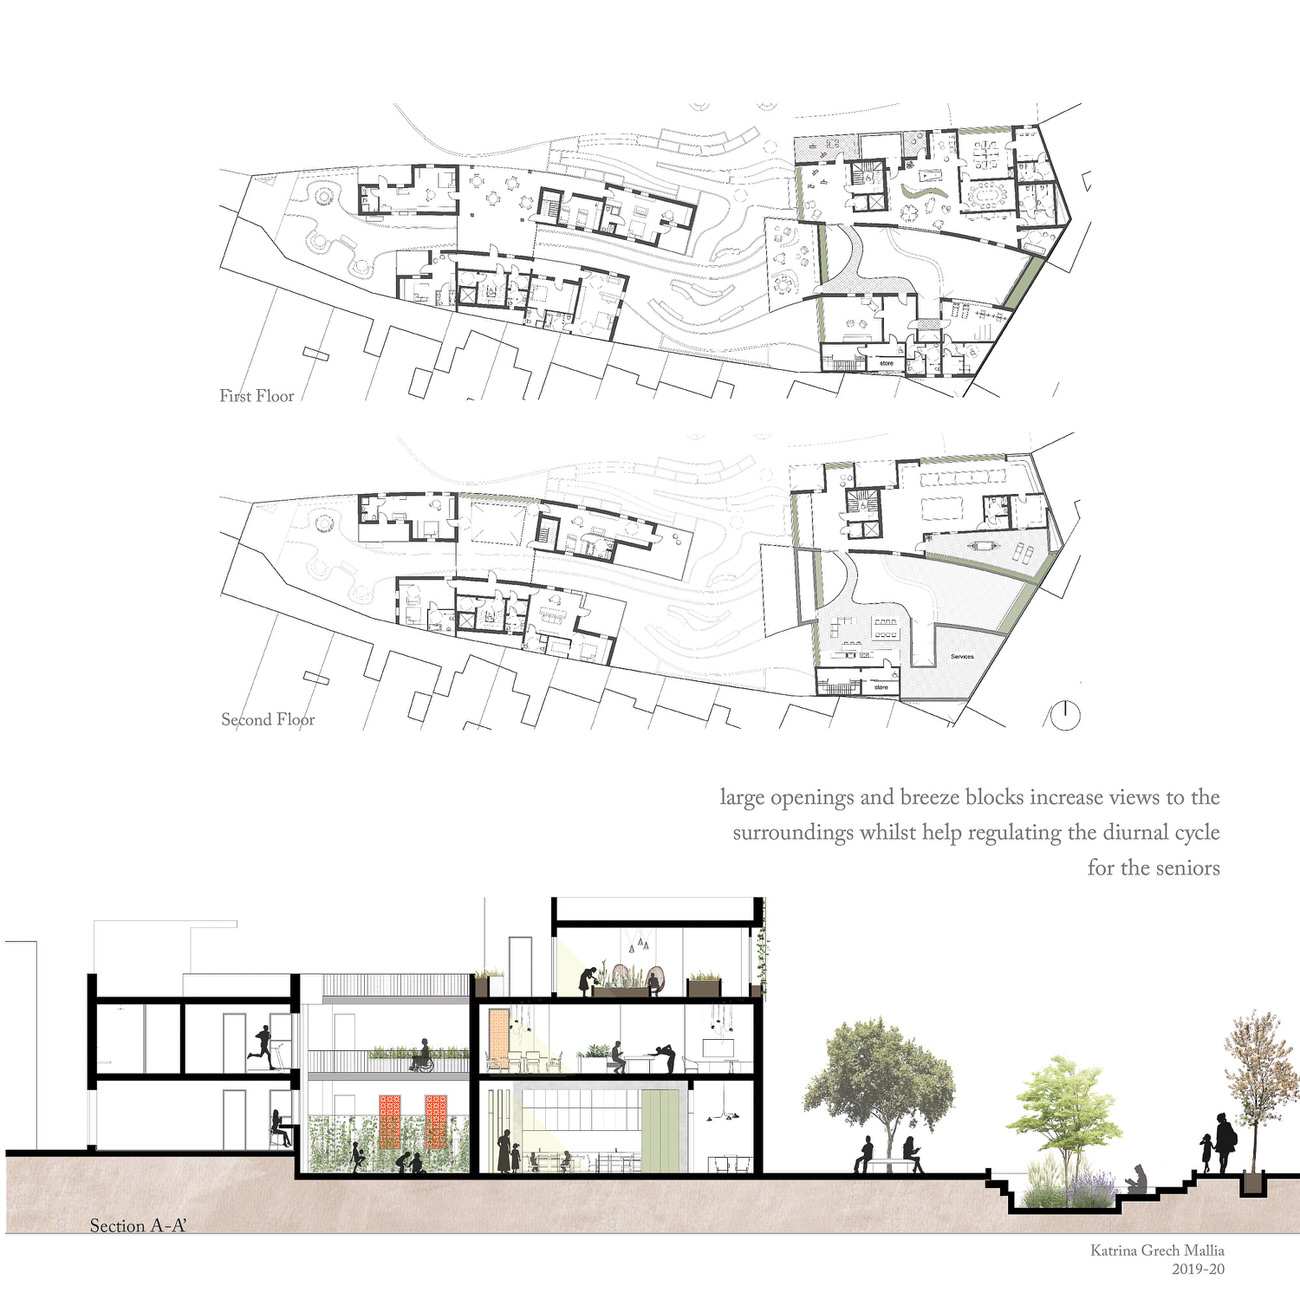 store
First Floor
Services
store
Second Floor
large openings and breeze blocks increase views to the
surroundings whilst help regulating the diurnal cycle
for the seniors
Section A-A'
Katrina Grech Mallia
2019-20